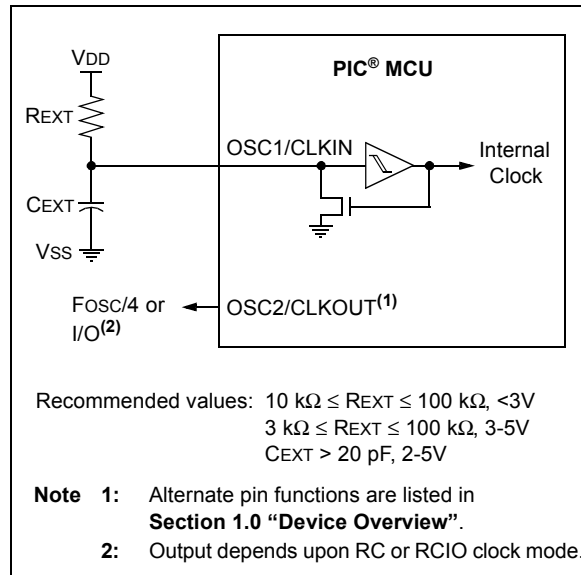 VDD
PIC® MCU
REXT
OSC1/CLKIN
Internal
Clock
CEXT
VSS
FOSC/4 or
I/O(2)
OSC2/CLKOUT(1)
Recommended values: 10 kΩ ≤ REXT ≤ 100 kΩ, <3V
3 kΩ ≤ REXT ≤ 100 kΩ, 3-5V
CEXT > 20 pF, 2-5V
Note 1: Alternate pin functions are listed in
Section 1.0 “Device Overview”.
2: Output depends upon RC or RCIO clock mode.